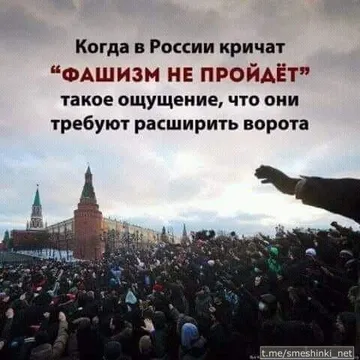 Когда в России кричат
“ФАШИЗМ НЕ ПРОЙДЁТ”
такое ощущение, что они
требуют расширить ворота
t.me/smeshinki_net